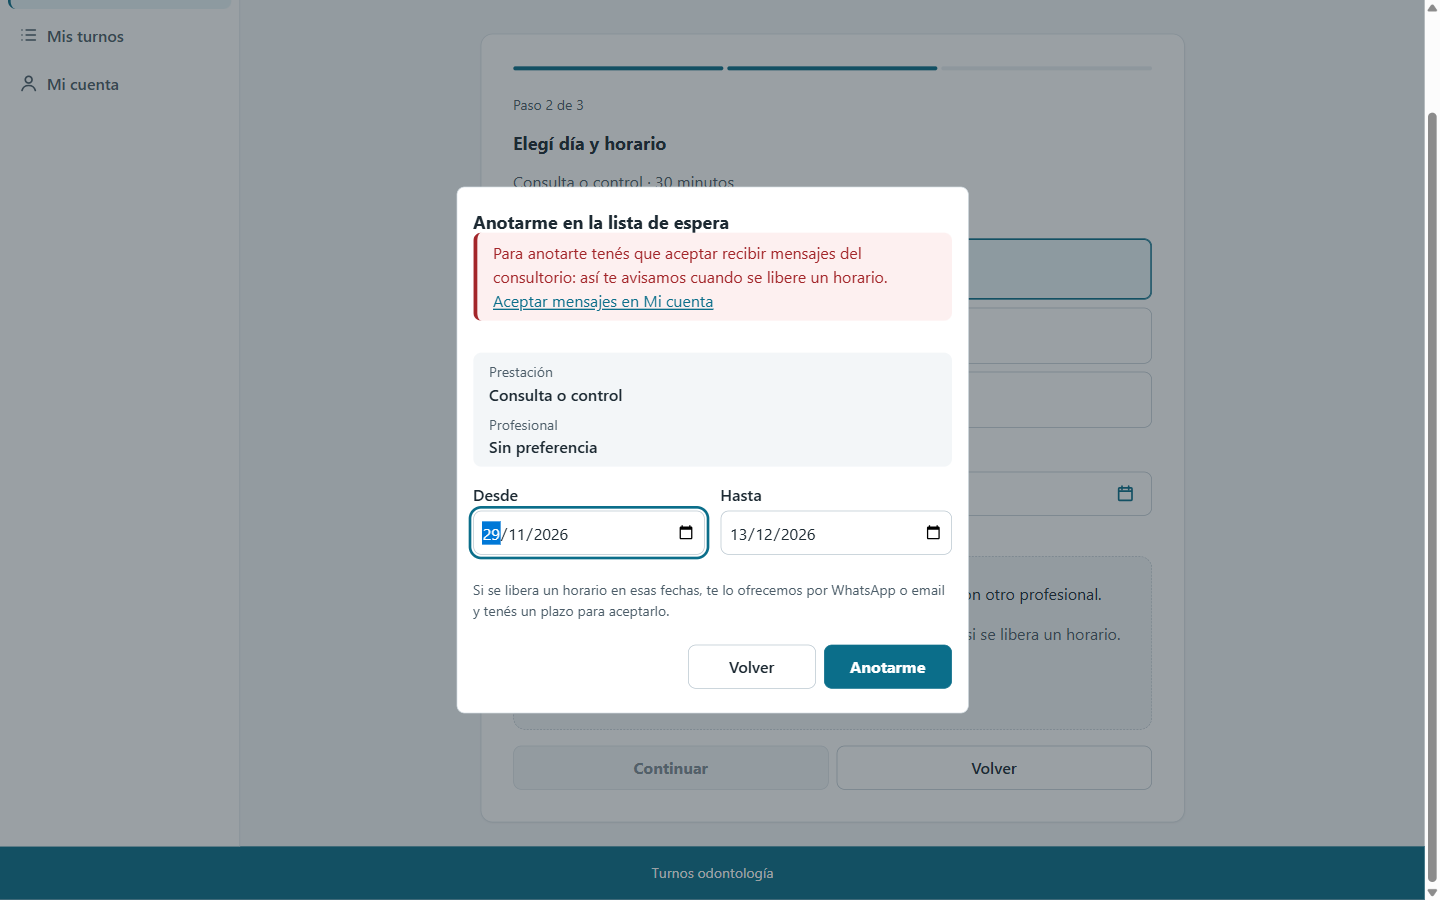 Mis turnos
Mi cuenta
Paso 2 de 3
Elegí día y horario
Consulta o control · 30 minutos
Anotarme en la lista de espera
Para anotarte tenés que aceptar recibir mensajes del
consultorio: así te avisamos cuando se libere un horario.
Aceptar mensajes en Mi cuenta
Prestación
Consulta o control
Profesional
Sin preferencia
Desde
Hasta
29/11/2026
13/12/2026
Si se libera un horario en esas fechas, te lo ofrecemos por WhatsApp o email
y tenés un plazo para aceptarlo.
otro profesional.
si se libera un horario.
Volver
Anotarme
Continuar
Volver
Turnos odontología